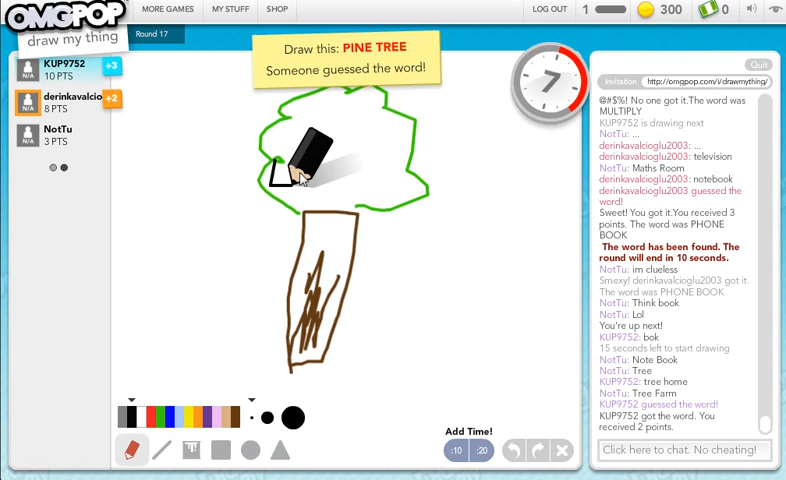 OMGPOP
draw my thing
MORE GAMES
MY STUFF
SHOP
LOG OUT
1
300
0
Round 17
KUP9752
10 PTS
+3
derinkavalcio
8 PTS
+2
NotTu
3 PTS
N/A
N/A
N/A
Draw this: PINE TREE
Someone guessed the word!
7
Quit
Invitation
http://omgpop.com/i/drawmything/
@#$%! No one got it.The word was
MULTIPLY
KUP9752 is drawing next
NotTu: ...
derinkavalcioglu2003: ...
derinkavalcioglu2003: television
NotTu: Maths Room
derinkavalcioglu2003: notebook
derinkavalcioglu2003 guessed the
word!
Sweet! You got it.You received 3
points. The word was PHONE
BOOK
The word has been found. The
round will end in 10 seconds.
NotTu: im clueless
Smexy! derinkavalcioglu2003 got it.
The word was PHONE BOOK
NotTu: Think book
NotTu: Lol
You're up next!
KUP9752: bok
15 seconds left to start drawing
NotTu: Note Book
NotTu: Tree
KUP9752: tree home
NotTu: Tree Farm
KUP9752 guessed the word!
KUP9752 got the word. You
received 2 points.
Click here to chat. No cheating!
Add Time!
:10
:20